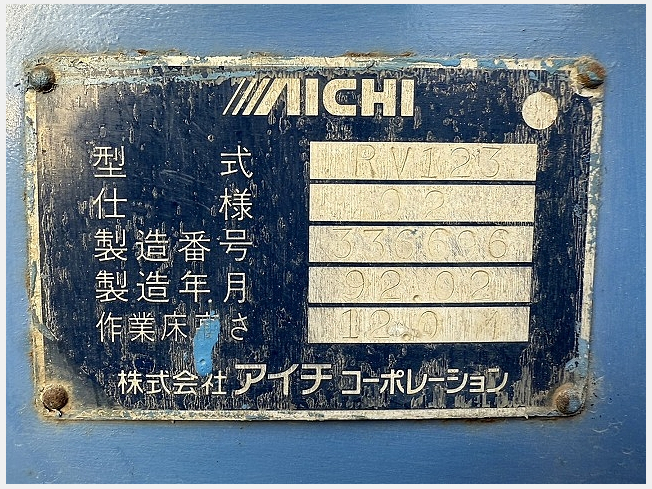 AICHI
型式 RV123
仕様 02
製造番号 336606
製造年月 92 02
作業床高さ 12.0
株式会社アイチコーポレーション